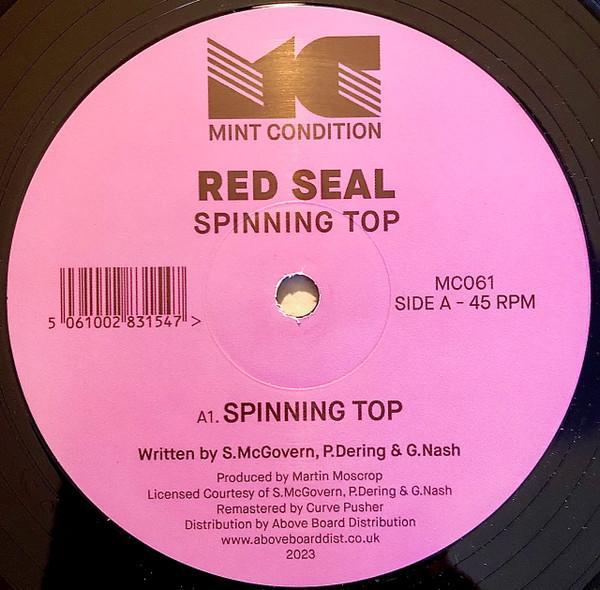 MC
MINT CONDITION
RED SEAL
SPINNING TOP
5 061002 831547 >
MC061
SIDE A - 45 RPM
A1. SPINNING TOP
Written by S.McGovern, P.Dering & G.Nash
Produced by Martin Moscrop
Licensed Courtesy of S.McGovern, P.Dering & G.Nash
Remastered by Curve Pusher
Distribution by Above Board Distribution
www.aboveboarddist.co.uk
2023